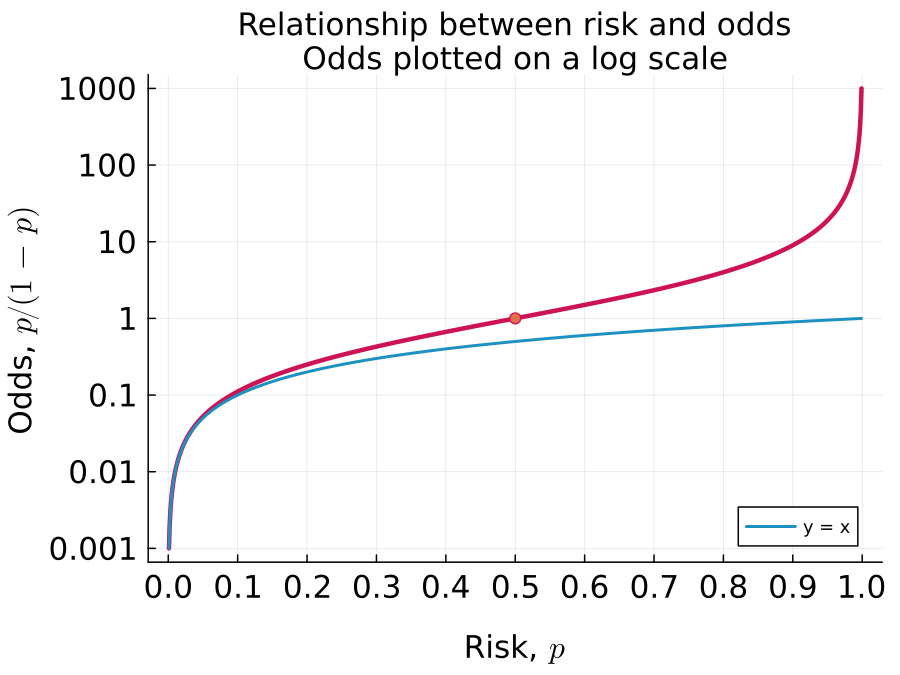 Relationship between risk and odds
Odds plotted on a log scale
1000
100
10
1
0.1
0.01
0.001
Odds, p/(1 − p)
y = x
0.0 0.1 0.2 0.3 0.4 0.5 0.6 0.7 0.8 0.9 1.0
Risk, p